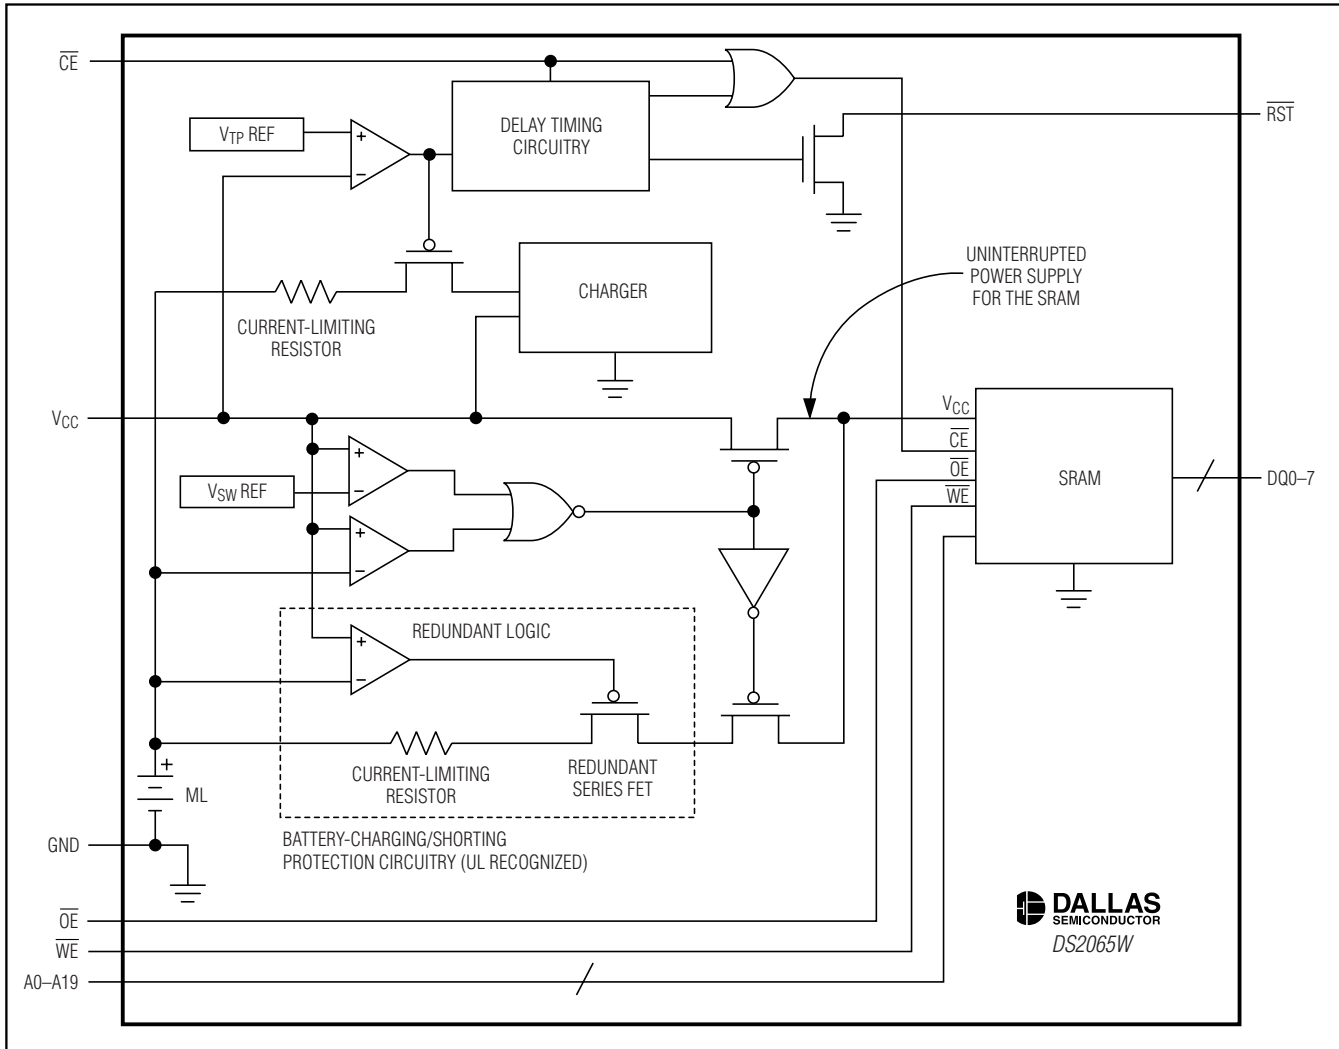 CE
VTP REF
+
−
DELAY TIMING
CIRCUITRY
RST
CHARGER
CURRENT-LIMITING
RESISTOR
UNINTERRUPTED
POWER SUPPLY
FOR THE SRAM
VCC
+
−
VSW REF
+
−
VCC
CE
OE
WE
SRAM
DQ0–7
REDUNDANT LOGIC
+
−
CURRENT-LIMITING
RESISTOR
REDUNDANT
SERIES FET
+
ML
GND
BATTERY-CHARGING/SHORTING
PROTECTION CIRCUITRY (UL RECOGNIZED)
OE
WE
A0–A19
DALLAS
SEMICONDUCTOR
DS2065W